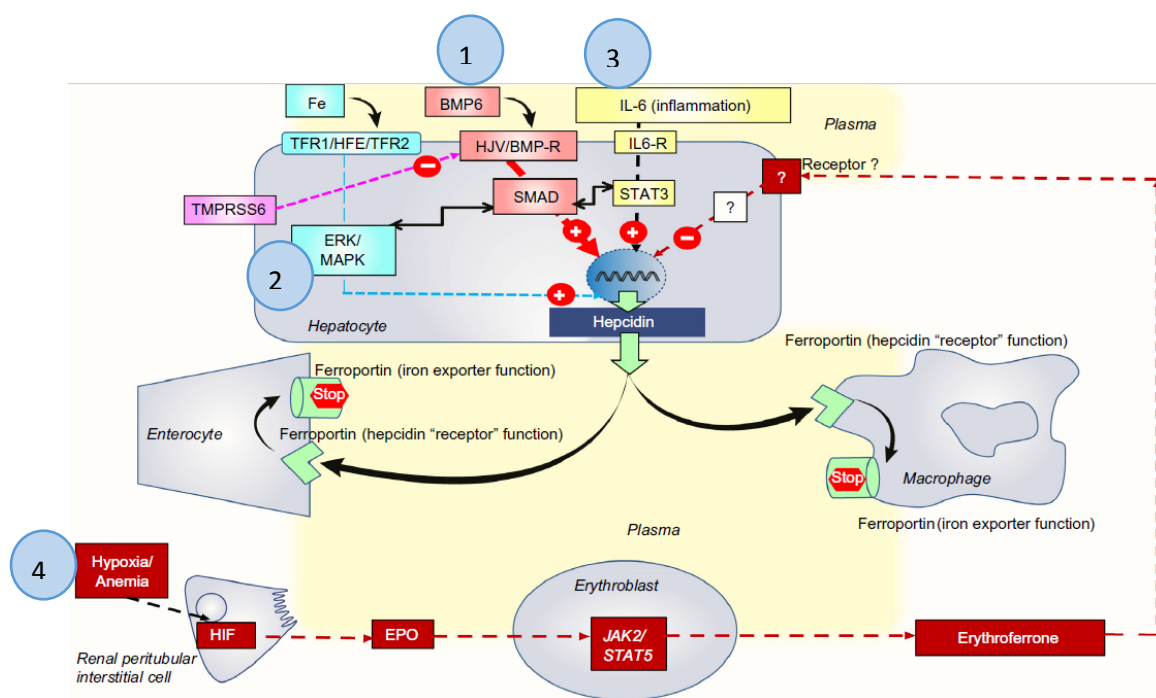 1
3
Fe
BMP6
IL-6 (inflammation)
Plasma
TFR1/HFE/TFR2
HJV/BMP-R
IL6-R
?
Receptor ?
−
TMPRSS6
SMAD
STAT3
?
ERK/
MAPK
+
+
−
2
+
Hepatocyte
Hepcidin
Ferroportin (hepcidin “receptor” function)
Ferroportin (iron exporter function)
Stop
Enterocyte
Ferroportin (hepcidin “receptor” function)
Stop
Macrophage
Ferroportin (iron exporter function)
Plasma
4
Hypoxia/
Anemia
Erythroblast
HIF
EPO
JAK2/
STAT5
Erythroferrone
Renal peritubular
interstitial cell